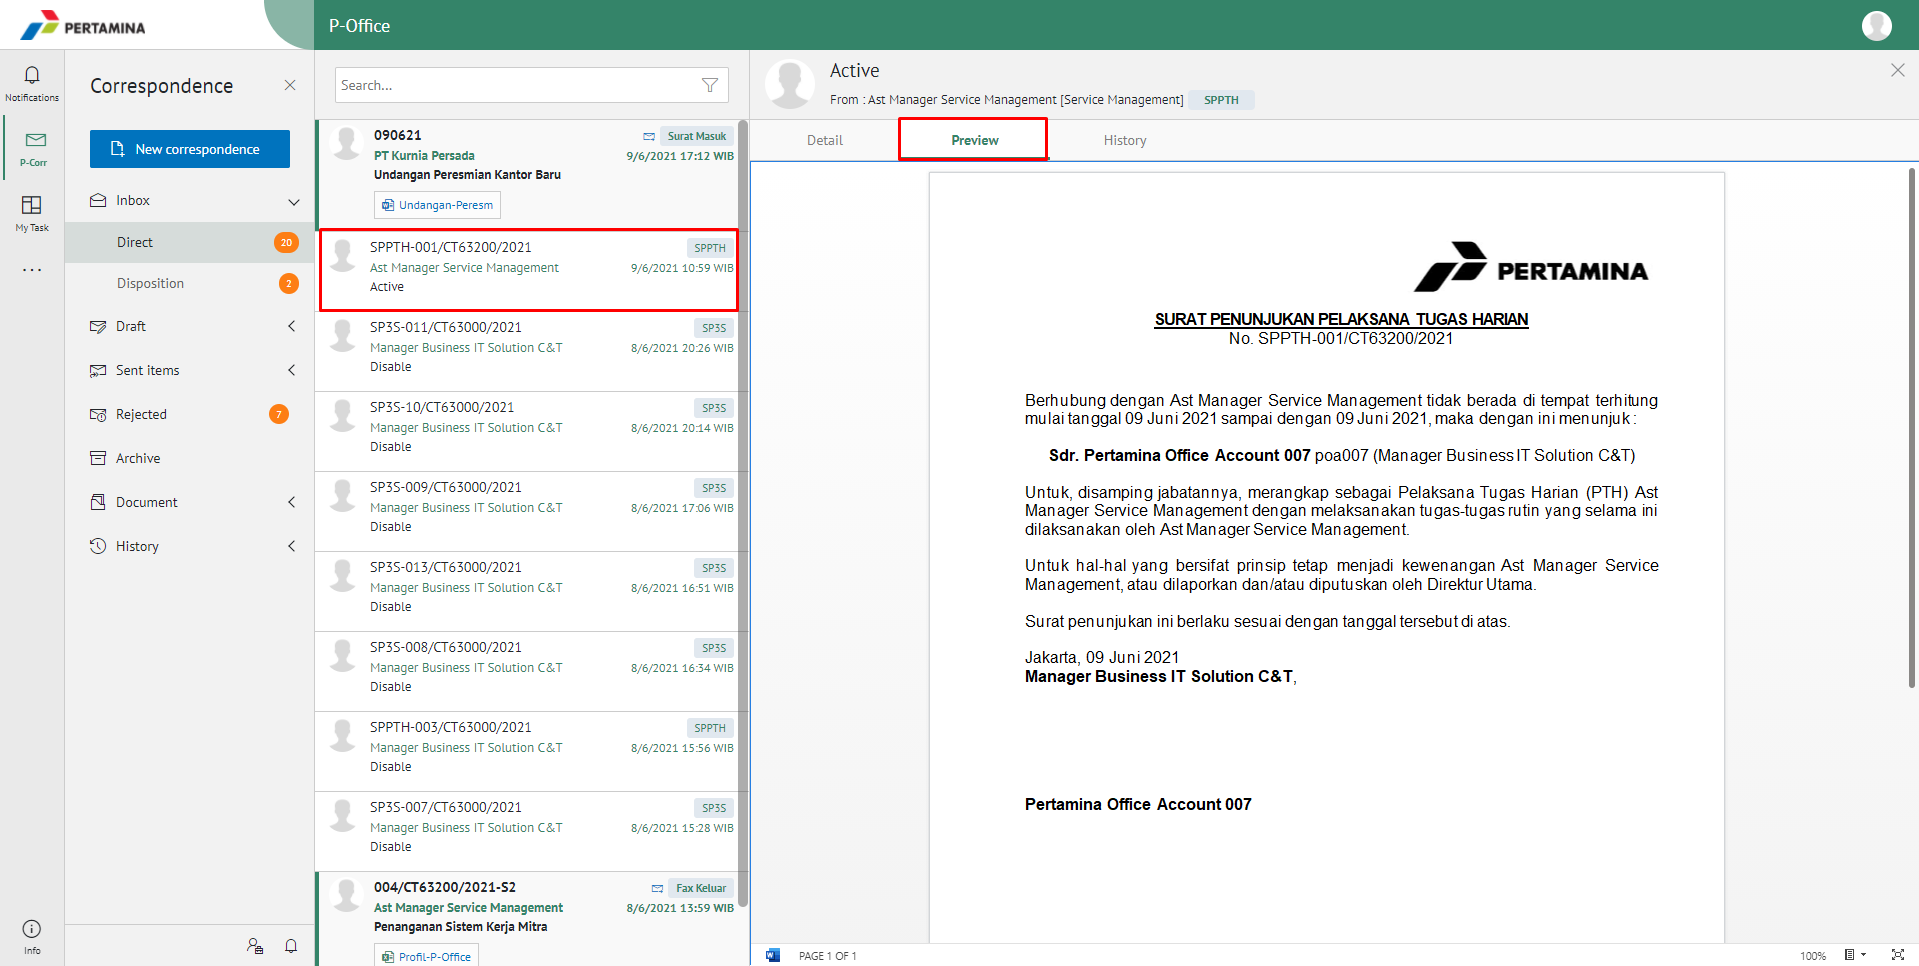 PERTAMINA
P-Office
Notifications
P-Corr
My Task
Info
Correspondence
New correspondence
Inbox
Direct 20
Disposition 2
Draft
Sent items
Rejected 7
Archive
Document
History
Search...
090621 Surat Masuk
PT Kurnia Persada 9/6/2021 17:12 WIB
Undangan Peresmian Kantor Baru
Undangan-Peresm
SPPTH-001/CT63200/2021 SPPTH
Ast Manager Service Management 9/6/2021 10:59 WIB
Active
SP3S-011/CT63000/2021 SP3S
Manager Business IT Solution C&T 8/6/2021 20:26 WIB
Disable
SP3S-10/CT63000/2021 SP3S
Manager Business IT Solution C&T 8/6/2021 20:14 WIB
Disable
SP3S-009/CT63000/2021 SP3S
Manager Business IT Solution C&T 8/6/2021 17:06 WIB
Disable
SP3S-013/CT63000/2021 SP3S
Manager Business IT Solution C&T 8/6/2021 16:51 WIB
Disable
SP3S-008/CT63000/2021 SP3S
Manager Business IT Solution C&T 8/6/2021 16:34 WIB
Disable
SPPTH-003/CT63000/2021 SPPTH
Manager Business IT Solution C&T 8/6/2021 15:56 WIB
Disable
SP3S-007/CT63000/2021 SP3S
Manager Business IT Solution C&T 8/6/2021 15:28 WIB
Disable
004/CT63200/2021-S2 Fax Keluar
Ast Manager Service Management 8/6/2021 13:59 WIB
Penanganan Sistem Kerja Mitra
Profil-P-Office
Active
From : Ast Manager Service Management [Service Management] SPPTH
Detail Preview History
PERTAMINA
SURAT PENUNJUKAN PELAKSANA TUGAS HARIAN
No. SPPTH-001/CT63200/2021
Berhubung dengan Ast Manager Service Management tidak berada di tempat terhitung
mulai tanggal 09 Juni 2021 sampai dengan 09 Juni 2021, maka dengan ini menunjuk :
Sdr. Pertamina Office Account 007 poa007 (Manager Business IT Solution C&T)
Untuk, disamping jabatannya, merangkap sebagai Pelaksana Tugas Harian (PTH) Ast
Manager Service Management dengan melaksanakan tugas-tugas rutin yang selama ini
dilaksanakan oleh Ast Manager Service Management.
Untuk hal-hal yang bersifat prinsip tetap menjadi kewenangan Ast Manager Service
Management, atau dilaporkan dan/atau diputuskan oleh Direktur Utama.
Surat penunjukan ini berlaku sesuai dengan tanggal tersebut di atas.
Jakarta, 09 Juni 2021
Manager Business IT Solution C&T,
Pertamina Office Account 007
PAGE 1 OF 1
100%